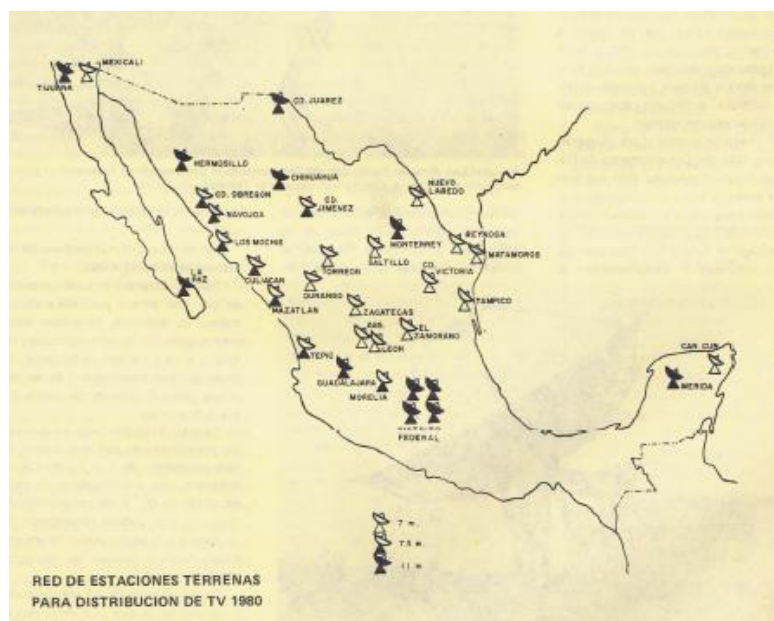 MEXICALI
TIJUANA
CD. JUAREZ
HERMOSILLO
CHIHUAHUA
CD. OBREGON
NAVOJOA
CD.
JIMENEZ
NUEVO
LAREDO
LOS MOCHIS
MONTERREY
REYNOSA
MATAMOROS
SALTILLO
TORREON
CD.
VICTORIA
LA
PAZ
CULIACAN
DURANGO
MAZATLAN
ZACATECAS
TAMPICO
AGS.
LEON
EL
ZAMORANO
TEPIC
GUADALAJARA
MORELIA
CAN CUN
MERIDA
FEDERAL
7 m.
7.5 m.
11 m
RED DE ESTACIONES TERRENAS
PARA DISTRIBUCION DE TV 1980